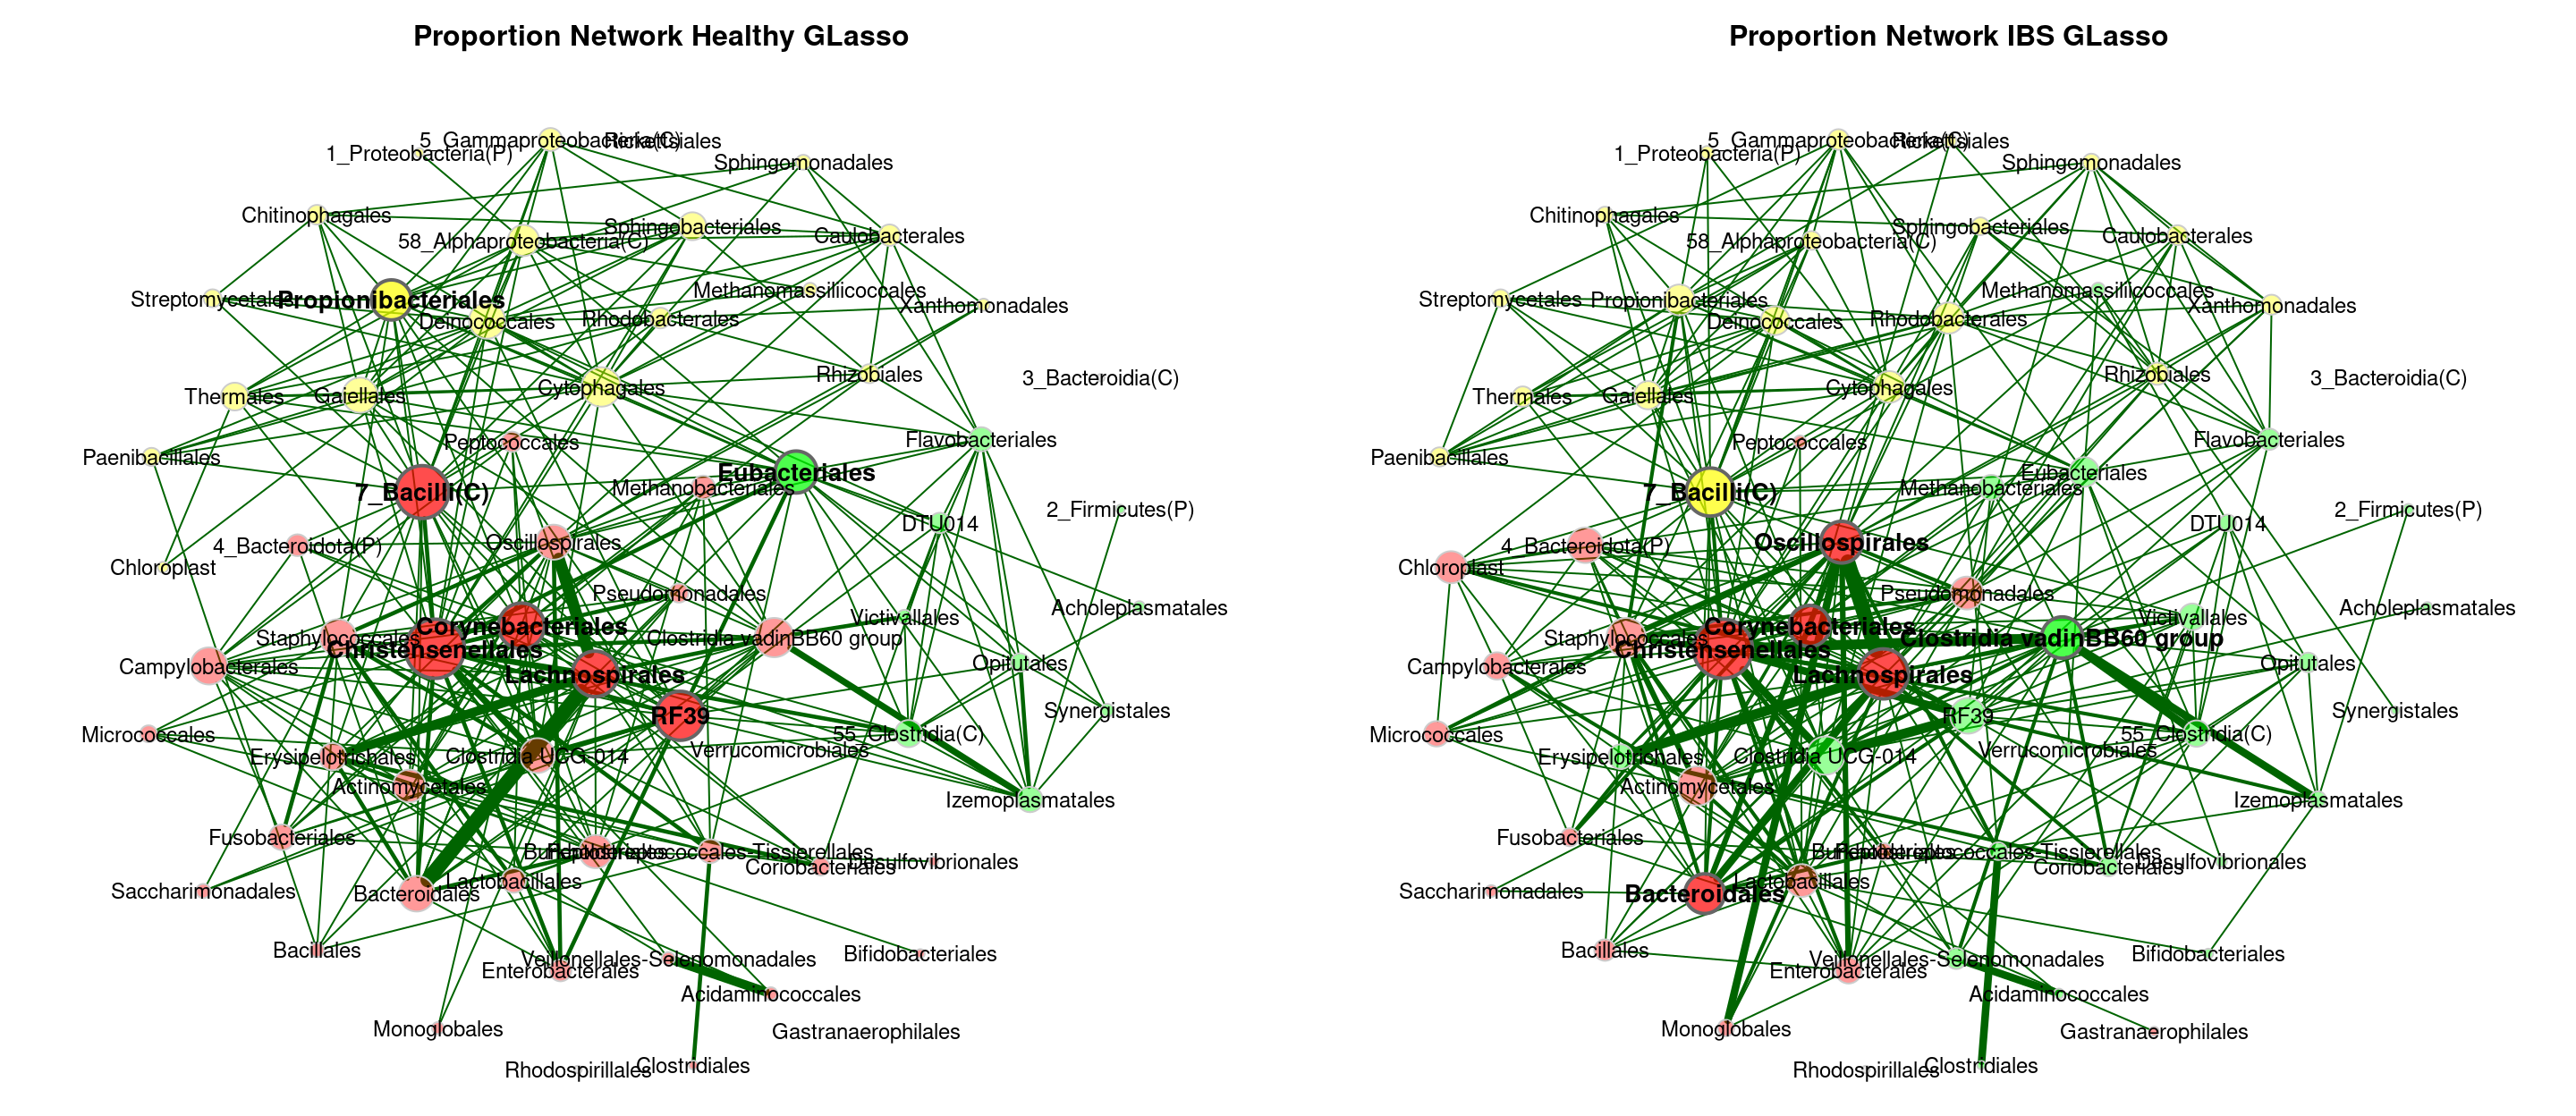 Proportion Network Healthy GLasso
5_Gammaproteobacteria(C)
Rickettsiales
1_Proteobacteria(P)
Sphingomonadales
Chitinophagales
Sphingobacteriales
58_Alphaproteobacteria(C)
Caulobacterales
Methanomassiliicoccales
Streptomycetales
Propionibacteriales
Xanthomonadales
Deinococcales
Rhodobacterales
Rhizobiales
3_Bacteroidia(C)
Thermales
Gaiellales
Cytophagales
Peptococcales
Flavobacteriales
Paenibacillales
Eubacteriales
7_Bacilli(C)
Methanobacteriales
2_Firmicutes(P)
DTU014
4_Bacteroidota(P)
Oscillospirales
Chloroplast
Pseudomonadales
Acholeplasmatales
Victivallales
Corynebacteriales
Staphylococcales
Clostridia vadinBB60 group
Christensenellales
Campylobacterales
Opitutales
Lachnospirales
Synergistales
RF39
Micrococcales
55_Clostridia(C)
Verrucomicrobiales
Erysipelotrichales
Clostridia UCG-014
Actinomycetales
Izemoplasmatales
Fusobacteriales
Burkholderiales
Peptostreptococcales-Tissierellales
Coriobacteriales
Desulfovibrionales
Saccharimonadales
Bacteroidales
Lactobacillales
Bacillales
Bifidobacteriales
Veillonellales-Selenomonadales
Enterobacterales
Acidaminococcales
Monoglobales
Gastranaerophilales
Rhodospirillales
Clostridiales
Proportion Network IBS GLasso
5_Gammaproteobacteria(C)
Rickettsiales
1_Proteobacteria(P)
Sphingomonadales
Chitinophagales
Sphingobacteriales
58_Alphaproteobacteria(C)
Caulobacterales
Methanomassiliicoccales
Streptomycetales
Propionibacteriales
Xanthomonadales
Deinococcales
Rhodobacterales
Rhizobiales
3_Bacteroidia(C)
Thermales
Gaiellales
Cytophagales
Peptococcales
Flavobacteriales
Paenibacillales
Eubacteriales
7_Bacilli(C)
Methanobacteriales
2_Firmicutes(P)
DTU014
4_Bacteroidota(P)
Oscillospirales
Chloroplast
Pseudomonadales
Acholeplasmatales
Victivallales
Corynebacteriales
Staphylococcales
Clostridia vadinBB60 group
Christensenellales
Campylobacterales
Opitutales
Lachnospirales
Synergistales
RF39
Micrococcales
55_Clostridia(C)
Verrucomicrobiales
Erysipelotrichales
Clostridia UCG-014
Actinomycetales
Izemoplasmatales
Fusobacteriales
Burkholderiales
Peptostreptococcales-Tissierellales
Coriobacteriales
Desulfovibrionales
Saccharimonadales
Bacteroidales
Lactobacillales
Bacillales
Bifidobacteriales
Veillonellales-Selenomonadales
Enterobacterales
Acidaminococcales
Monoglobales
Gastranaerophilales
Rhodospirillales
Clostridiales